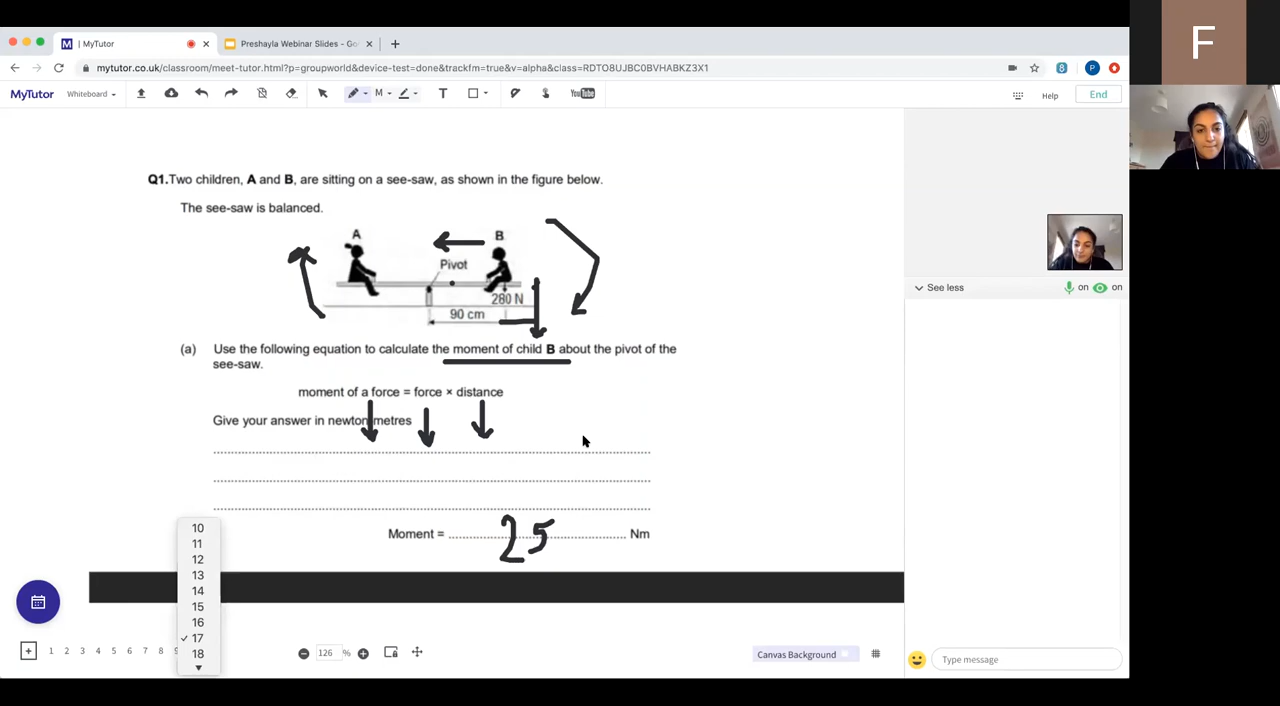 MyTutor
Preshayla Webinar Slides - Go
mytutor.co.uk/classroom/meet-tutor.html?p=groupworld&device-test=done&trackfm=true&v=alpha&class=RDTO8UJBC0BVHABKZ3X1
MyTutor Whiteboard M T YouTube Help End
F
Q1.Two children, A and B, are sitting on a see-saw, as shown in the figure below.
The see-saw is balanced.
A B
Pivot
280 N
90 cm
(a) Use the following equation to calculate the moment of child B about the pivot of the
see-saw.
moment of a force = force × distance
Give your answer in newton metres
Moment = 25 Nm
See less on on
10
11
12
13
14
15
16
17
18
1 2 3 4 5 6 7 8 9
126 %
Canvas Background
Type message